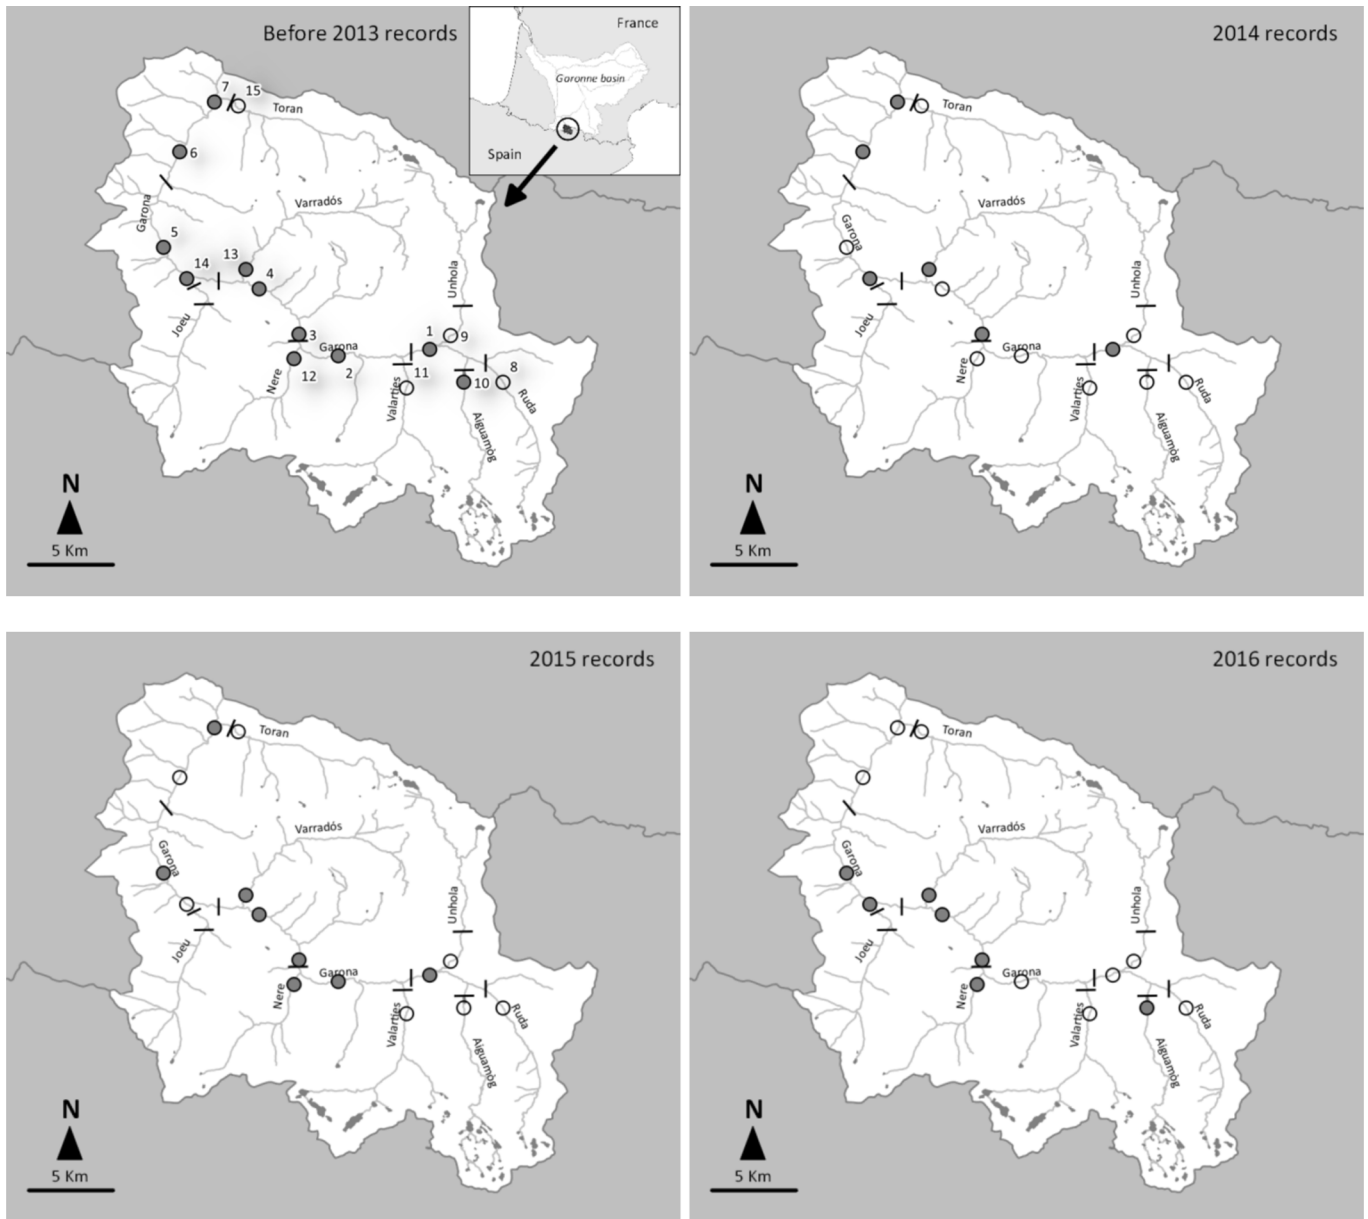 Before 2013 records
France
Goronne basin
Spain
7
15
Toran
6
Varradós
Garona
5
13
14
4
Unhola
Joeu
3
1
9
Garona
2
12
11
8
10
Nere
Valarties
Ruda
Aiguamòg
N
5 Km
2014 records
Toran
Varradós
Garona
Unhola
Joeu
Garona
Nere
Valarties
Ruda
Aiguamòg
N
5 Km
2015 records
Toran
Varradós
Garona
Unhola
Joeu
Garona
Nere
Valarties
Ruda
Aiguamòg
N
5 Km
2016 records
Toran
Varradós
Garona
Unhola
Joeu
Garona
Nere
Valarties
Ruda
Aiguamòg
N
5 Km